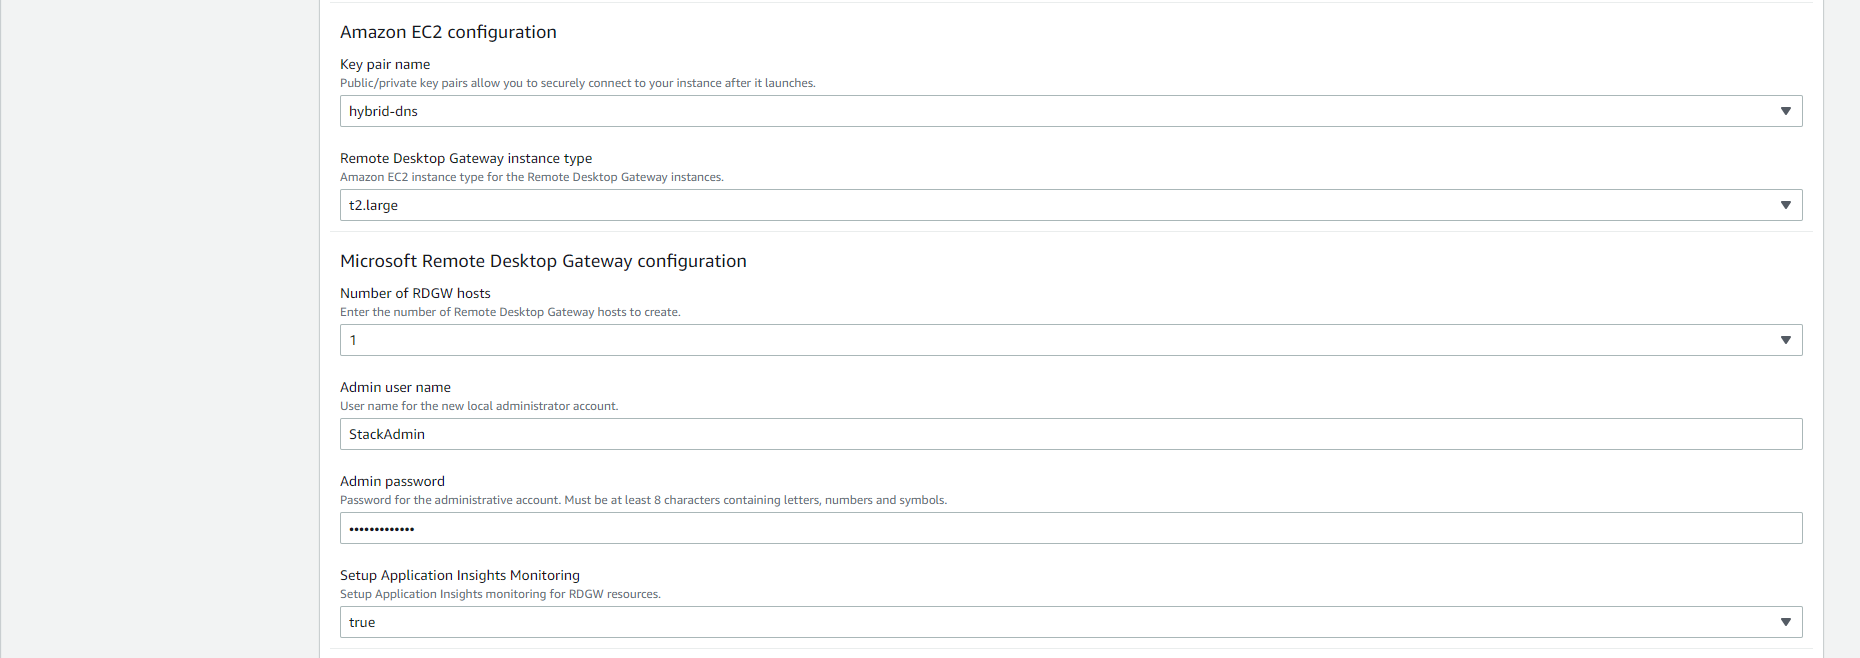 Amazon EC2 configuration
Key pair name
Public/private key pairs allow you to securely connect to your instance after it launches.
hybrid-dns
Remote Desktop Gateway instance type
Amazon EC2 instance type for the Remote Desktop Gateway instances.
t2.large
Microsoft Remote Desktop Gateway configuration
Number of RDGW hosts
Enter the number of Remote Desktop Gateway hosts to create.
1
Admin user name
User name for the new local administrator account.
StackAdmin
Admin password
Password for the administrative account. Must be at least 8 characters containing letters, numbers and symbols.
•••••••••••••
Setup Application Insights Monitoring
Setup Application Insights monitoring for RDGW resources.
true